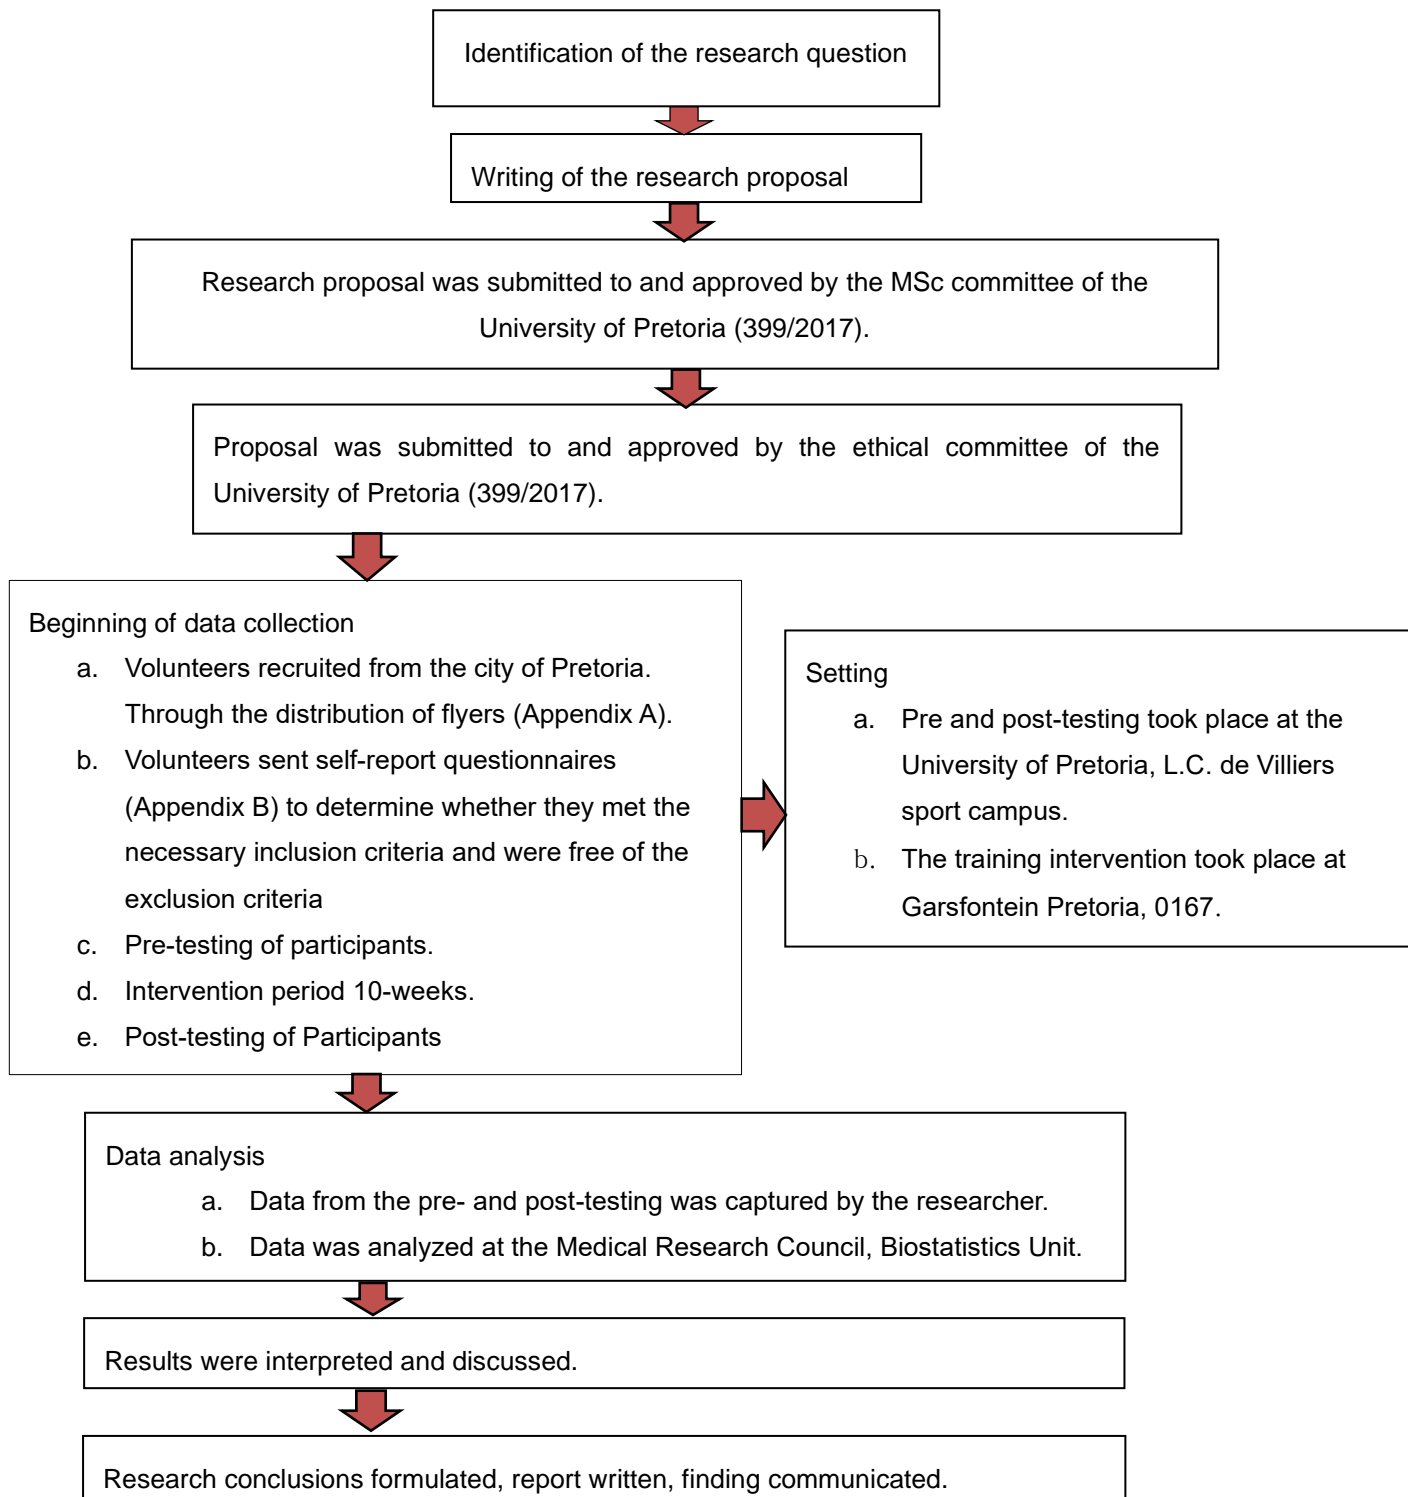 Identification of the research question
Writing of the research proposal
Research proposal was submitted to and approved by the MSc committee of the
University of Pretoria (399/2017).
Proposal was submitted to and approved by the ethical committee of the
University of Pretoria (399/2017).
Beginning of data collection
a. Volunteers recruited from the city of Pretoria.
Through the distribution of flyers (Appendix A).
b. Volunteers sent self-report questionnaires
(Appendix B) to determine whether they met the
necessary inclusion criteria and were free of the
exclusion criteria
c. Pre-testing of participants.
d. Intervention period 10-weeks.
e. Post-testing of Participants
Setting
a. Pre and post-testing took place at the
University of Pretoria, L.C. de Villiers
sport campus.
b. The training intervention took place at
Garsfontein Pretoria, 0167.
Data analysis
a. Data from the pre- and post-testing was captured by the researcher.
b. Data was analyzed at the Medical Research Council, Biostatistics Unit.
Results were interpreted and discussed.
Research conclusions formulated, report written, finding communicated.